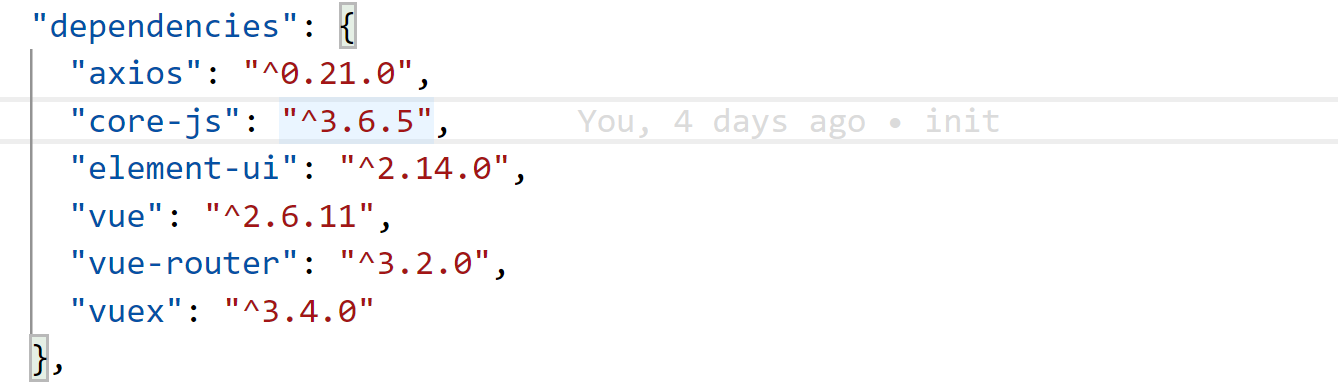 "dependencies": {
"axios": "^0.21.0",
"core-js": "^3.6.5", You, 4 days ago • init
"element-ui": "^2.14.0",
"vue": "^2.6.11",
"vue-router": "^3.2.0",
"vuex": "^3.4.0"
},